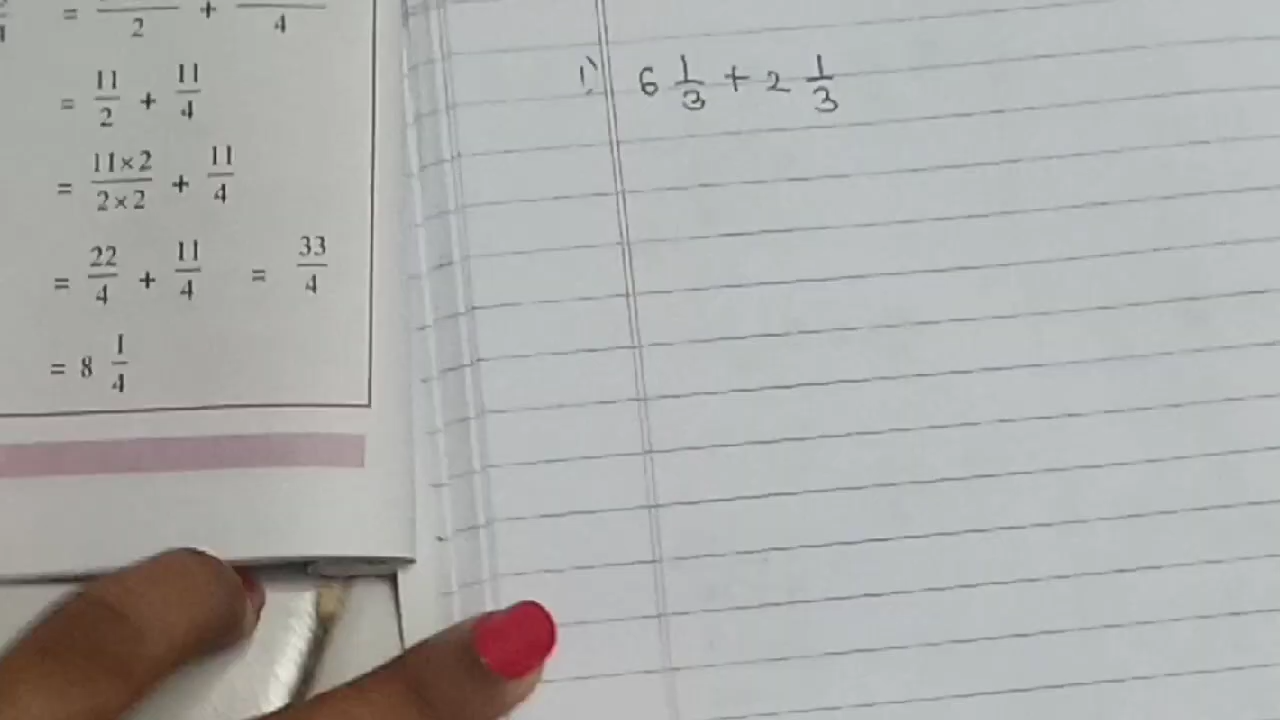 = 2 + 4
= 11/2 + 11/4
= 11×2/2×2 + 11/4
= 22/4 + 11/4 = 33/4
= 8 1/4
1) 6 1/3 + 2 1/3